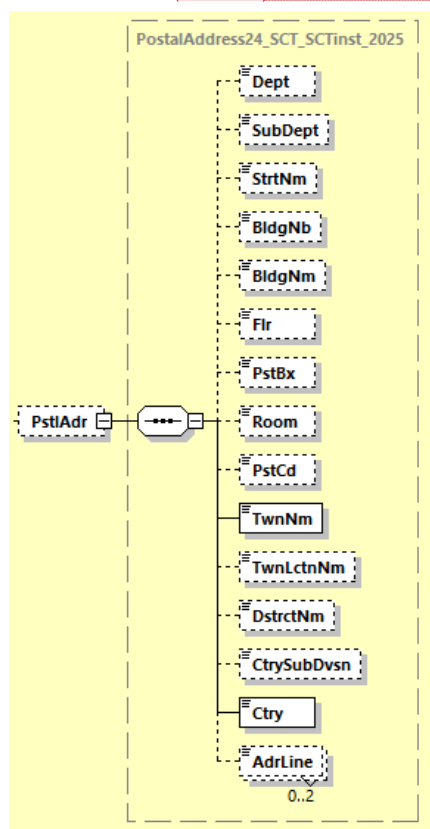 PostalAddress24_SCT_SCTinst_2025
Dept
SubDept
StrtNm
BldgNb
BldgNm
Flr
PstBx
PstlAdr
Room
PstCd
TwnNm
TwnLctnNm
DstrctNm
CtrySubDvsn
Ctry
AdrLine
0..2